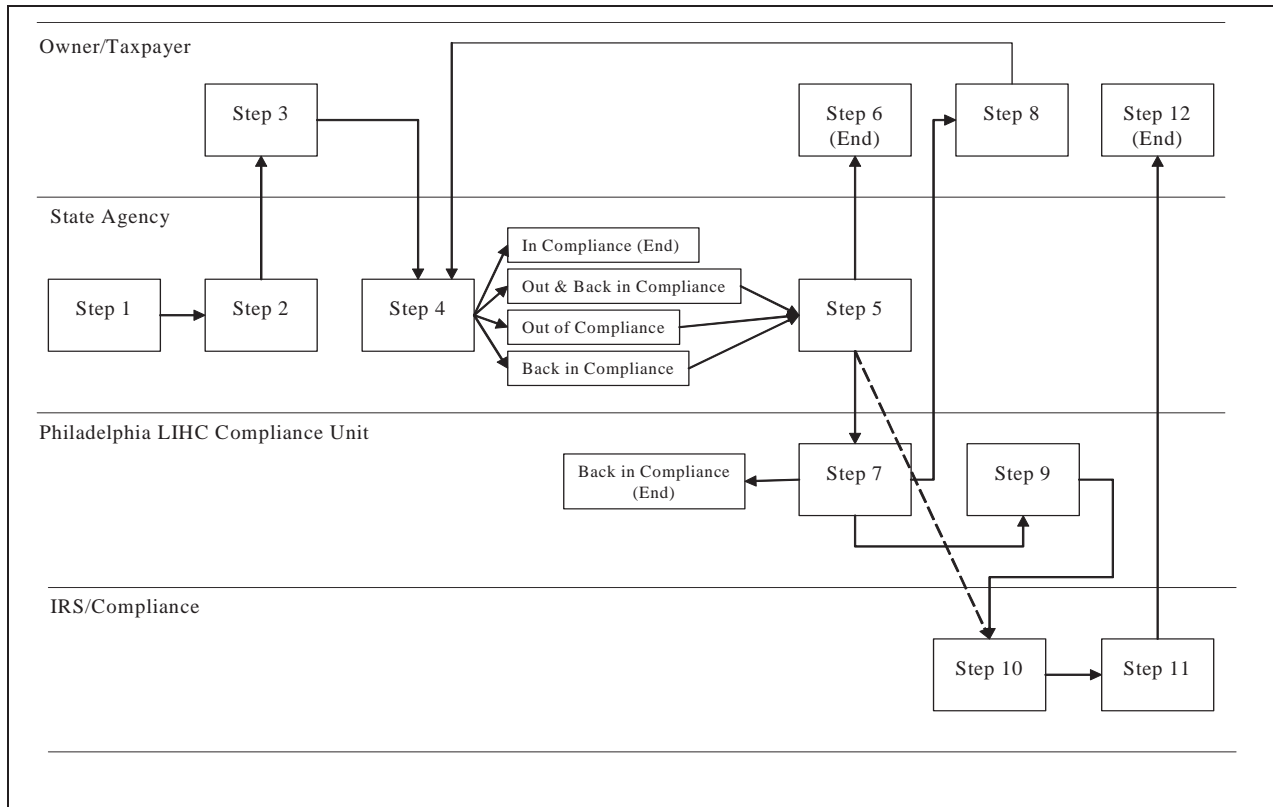 Owner/Taxpayer
Step 3
Step 6
(End)
Step 8
Step 12
(End)
State Agency
Step 1
Step 2
Step 4
In Compliance (End)
Out & Back in Compliance
Out of Compliance
Back in Compliance
Step 5
Philadelphia LIHC Compliance Unit
Back in Compliance
(End)
Step 7
Step 9
IRS/Compliance
Step 10
Step 11